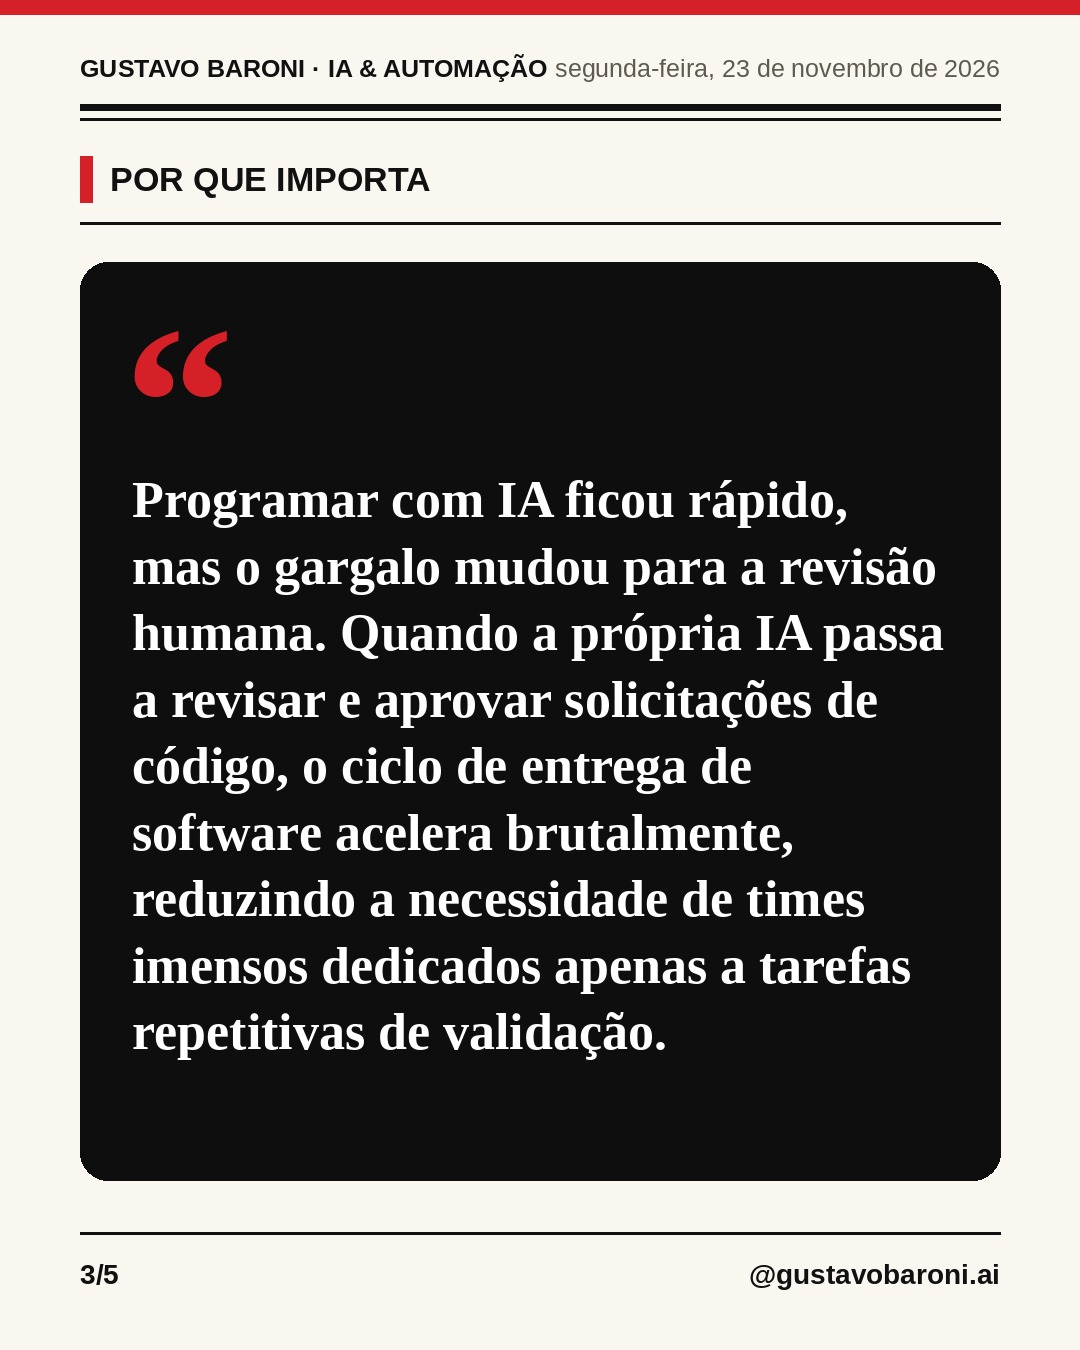 GUSTAVO BARONI · IA & AUTOMAÇÃO segunda-feira, 23 de novembro de 2026
POR QUE IMPORTA
“
Programar com IA ficou rápido,
mas o gargalo mudou para a revisão
humana. Quando a própria IA passa
a revisar e aprovar solicitações de
código, o ciclo de entrega de
software acelera brutalmente,
reduzindo a necessidade de times
imensos dedicados apenas a tarefas
repetitivas de validação.
3/5
@gustavobaroni.ai